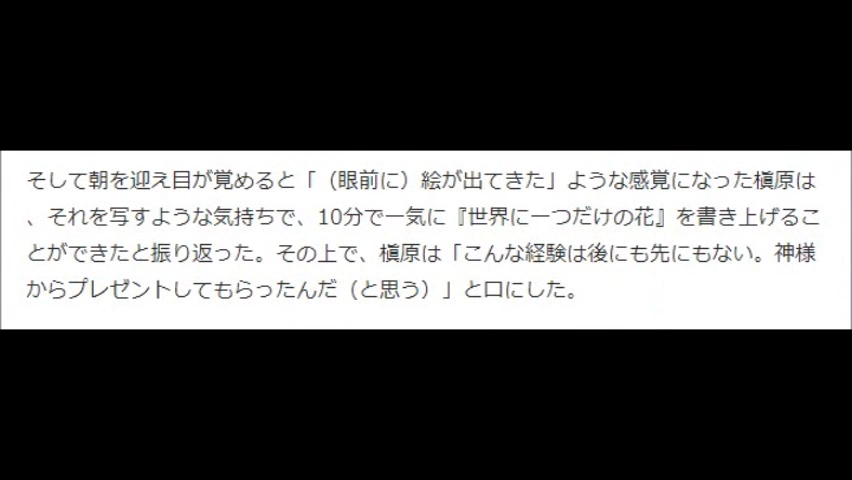 そして朝を迎え目が覚めると「（眼前に）絵が出てきた」ような感覚になった槇原は
、それを写すような気持ちで、10分で一気に『世界に一つだけの花』を書き上げるこ
とができたと振り返った。その上で、槇原は「こんな経験は後にも先にもない。神様
からプレゼントしてもらったんだ（と思う）」と口にした。